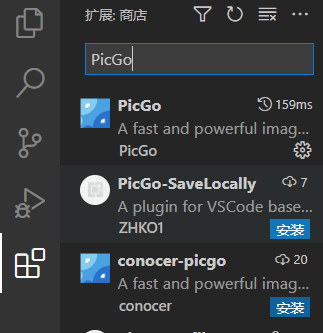 扩展: 商店
PicGo
PicGo 159ms
A fast and powerful imag...
PicGo
PicGo-SaveLocally 7
A plugin for VSCode base...
ZHKO1 安装
conocer-picgo 20
A fast and powerful imag...
conocer 安装